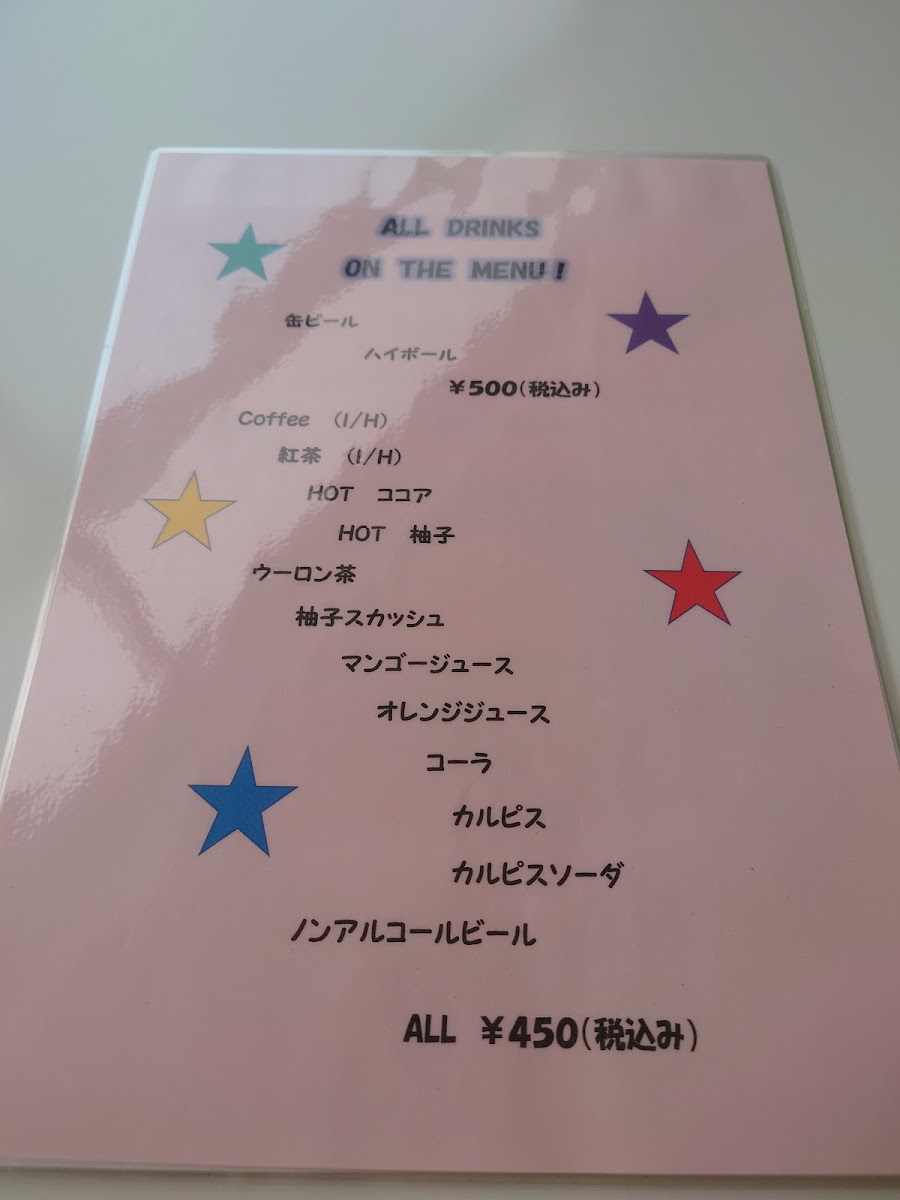 ALL DRINKS
ON THE MENU!
缶ビール
ハイボール
￥500(税込み)
Coffee (I/H)
紅茶 (I/H)
HOT ココア
HOT 柚子
ウーロン茶
柚子スカッシュ
マンゴージュース
オレンジジュース
コーラ
カルピス
カルピスソーダ
ノンアルコールビール
ALL ￥450(税込み)